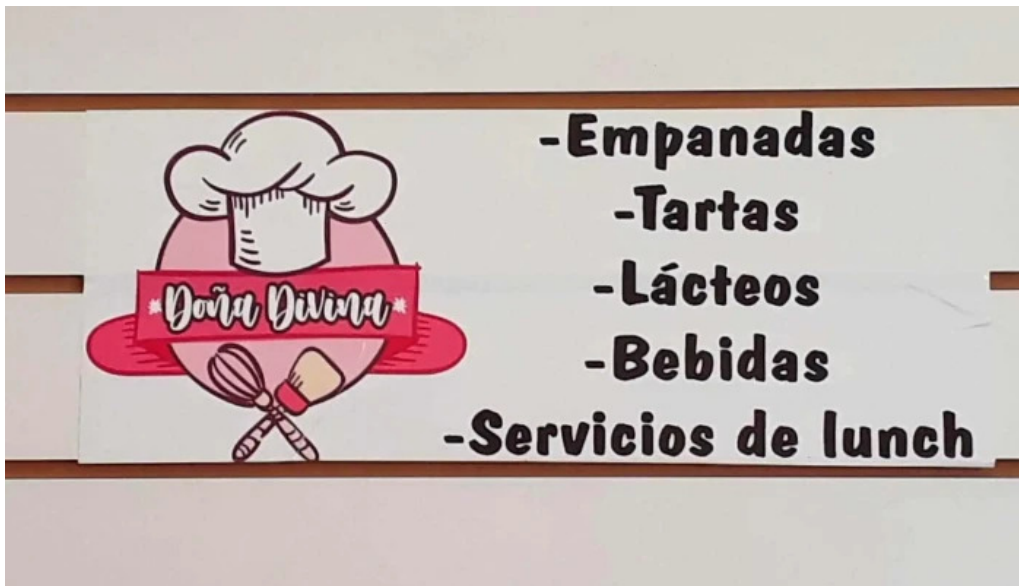 *Doña Divina*
-Empanadas
-Tartas
-Lácteos
-Bebidas
-Servicios de lunch